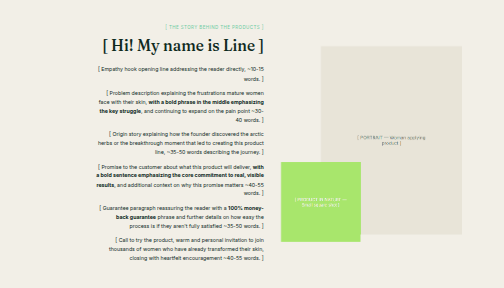 [ THE STORY BEHIND THE PRODUCTS ]
[ Hi! My name is Line ]
[ Empathy hook opening line addressing the reader directly, ~10-15
words. ]
[ Problem description explaining the frustrations mature women
face with their skin, with a bold phrase in the middle emphasizing
the key struggle, and continuing to expand on the pain point ~30-
40 words. ]
[ Origin story explaining how the founder discovered the arctic
herbs or the breakthrough moment that led to creating this product
line, ~35-50 words describing the journey. ]
[ Promise to the customer about what this product will deliver, with
a bold sentence emphasizing the core commitment to real, visible
results, and additional context on why this promise matters ~40-55
words. ]
[ Guarantee paragraph reassuring the reader with a 100% money-
back guarantee phrase and further details on how easy the
process is if they aren't fully satisfied ~35-50 words. ]
[ Call to try the product, warm and personal invitation to join
thousands of women who have already transformed their skin,
closing with heartfelt encouragement ~40-55 words. ]
[ PORTRAIT — Woman applying
product ]